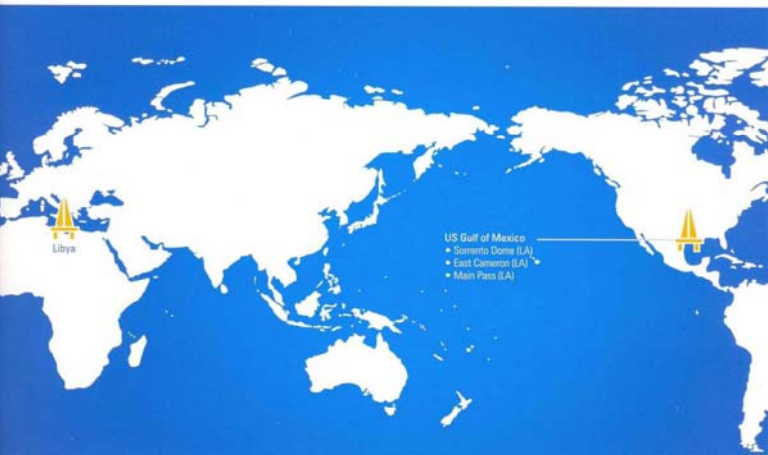 Libya
US Gulf of Mexico
• Sorrento Dome (LA)
• East Cameron (LA)
• Main Pass (LA)